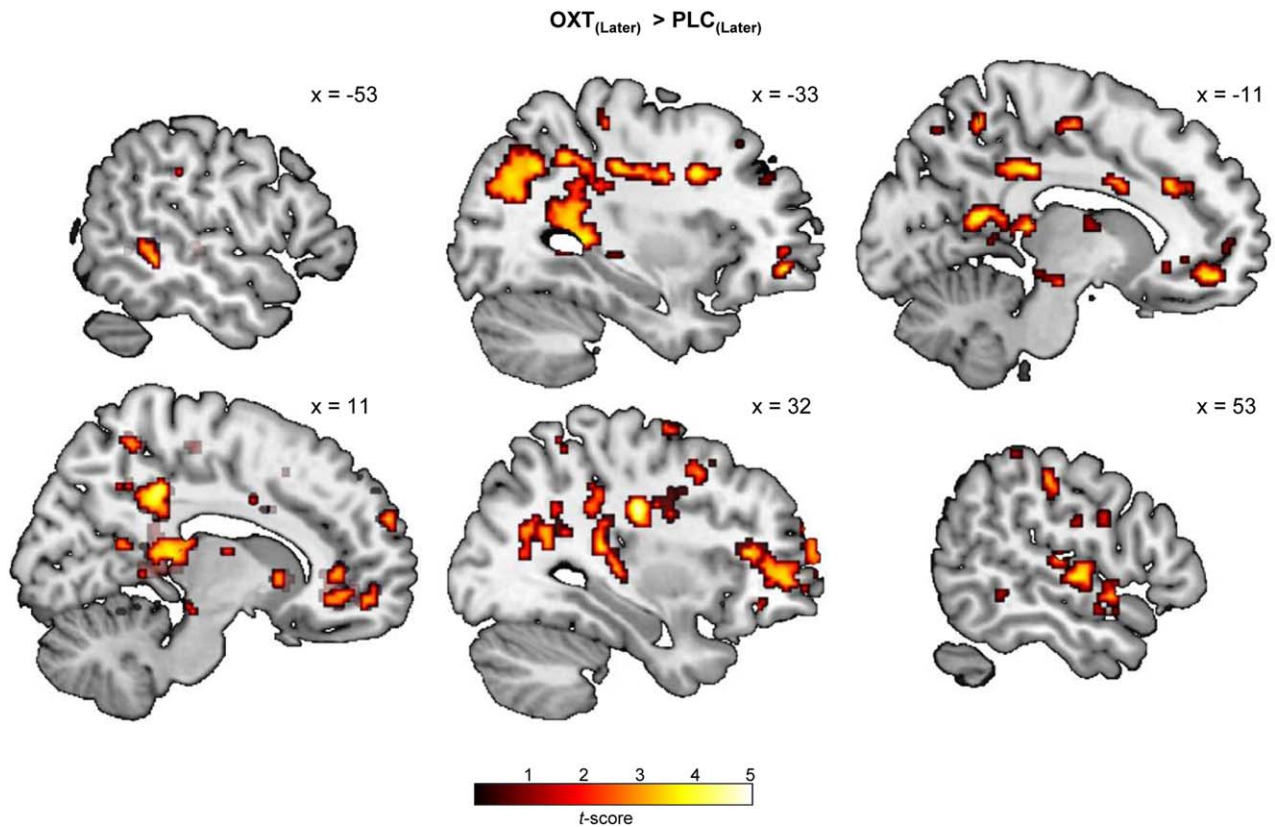 OXT(Later) > PLC(Later)
x = -53
x = -33
x = -11
x = 11
x = 32
x = 53
1 2 3 4 5
t-score